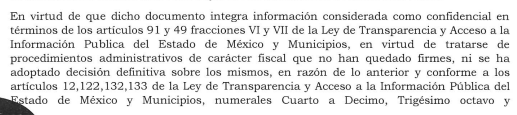 En virtud de que dicho documento integra información considerada como confidencial en
términos de los artículos 91 y 49 fracciones VI y VII de la Ley de Transparencia y Acceso a la
Información Publica del Estado de México y Municipios, en virtud de tratarse de
procedimientos administrativos de carácter fiscal que no han quedado firmes, ni se ha
adoptado decisión definitiva sobre los mismos, en razón de lo anterior y conforme a los
artículos 12,122,132,133 de la Ley de Transparencia y Acceso a la Información Pública del
Estado de México y Municipios, numerales Cuarto a Decimo, Trigésimo octavo y